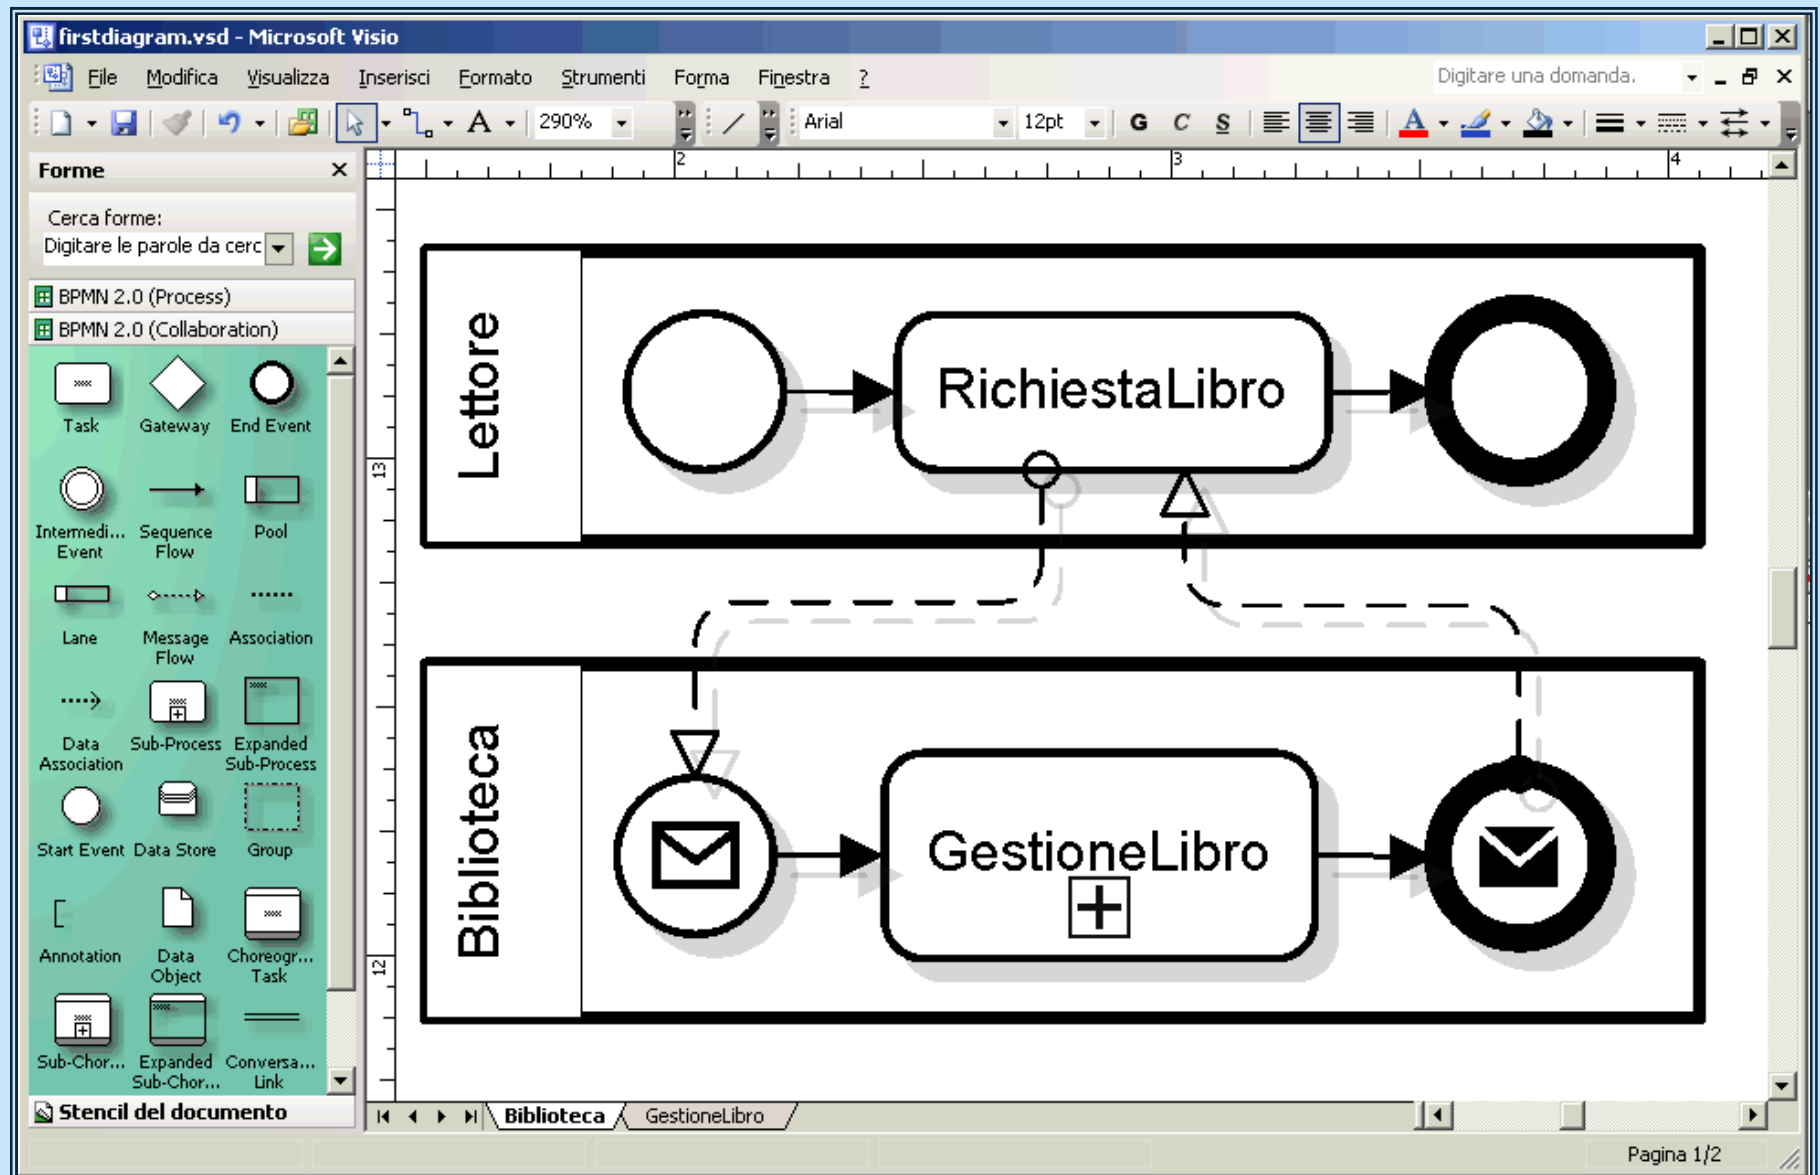 firstdiagram.vsd - Microsoft Visio
File Modifica Visualizza Inserisci Formato Strumenti Forma Finestra ?
Digitare una domanda.
A 290% Arial 12pt G C S A
Forme
Cerca forme:
Digitare le parole da cerc
BPMN 2.0 (Process)
BPMN 2.0 (Collaboration)
Task Gateway End Event
Intermedi... Sequence Pool
Event Flow
Lane Message Association
Flow
Data Sub-Process Expanded
Association Sub-Process
Start Event Data Store Group
Annotation Data Choreogr...
Object Task
Sub-Chor... Expanded Conversa...
Sub-Chor... Link
Stencil del documento
2 3 4
13
12
Lettore
RichiestaLibro
Biblioteca
GestioneLibro
Biblioteca GestioneLibro
Pagina 1/2